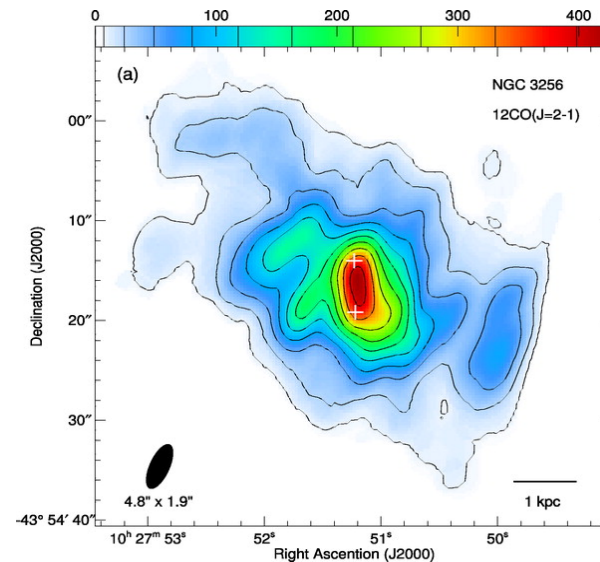 0 100 200 300 400
(a)
NGC 3256
12CO(J=2-1)
00"
10"
20"
30"
-43° 54' 40"
Declination (J2000)
4.8" x 1.9"
1 kpc
10ʰ 27ᵐ 53ˢ 52ˢ 51ˢ 50ˢ
Right Ascension (J2000)